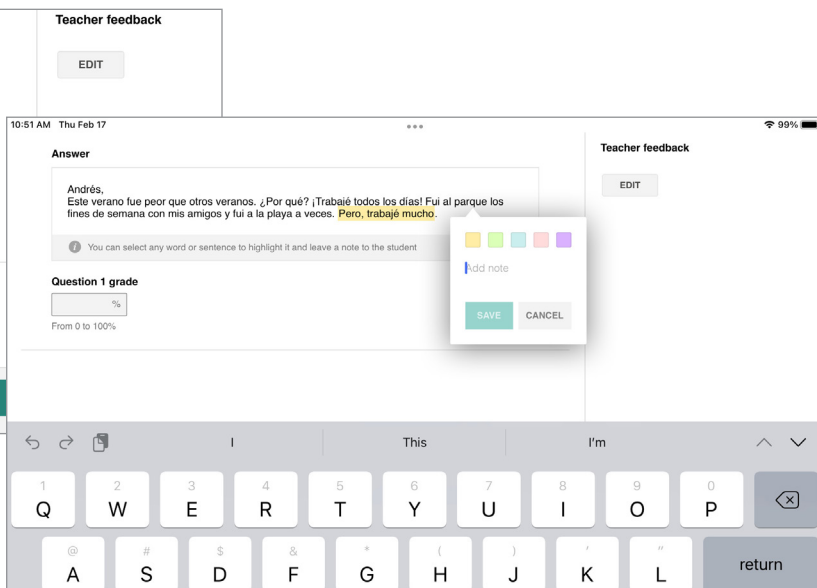 Teacher feedback
EDIT
10:51 AM Thu Feb 17
99%
Answer
Andrés,
Este verano fue peor que otros veranos. ¿Por qué? ¡Trabajé todos los días! Fui al parque los
fines de semana con mis amigos y fui a la playa a veces. Pero, trabajé mucho.
You can select any word or sentence to highlight it and leave a note to the student
Question 1 grade
%
From 0 to 100%
Add note
SAVE CANCEL
Teacher feedback
EDIT
I This I'm
1 2 3 4 5 6 7 8 9 0
Q W E R T Y U I O P
@ # $ & * ( ) ' "
A S D F G H J K L return